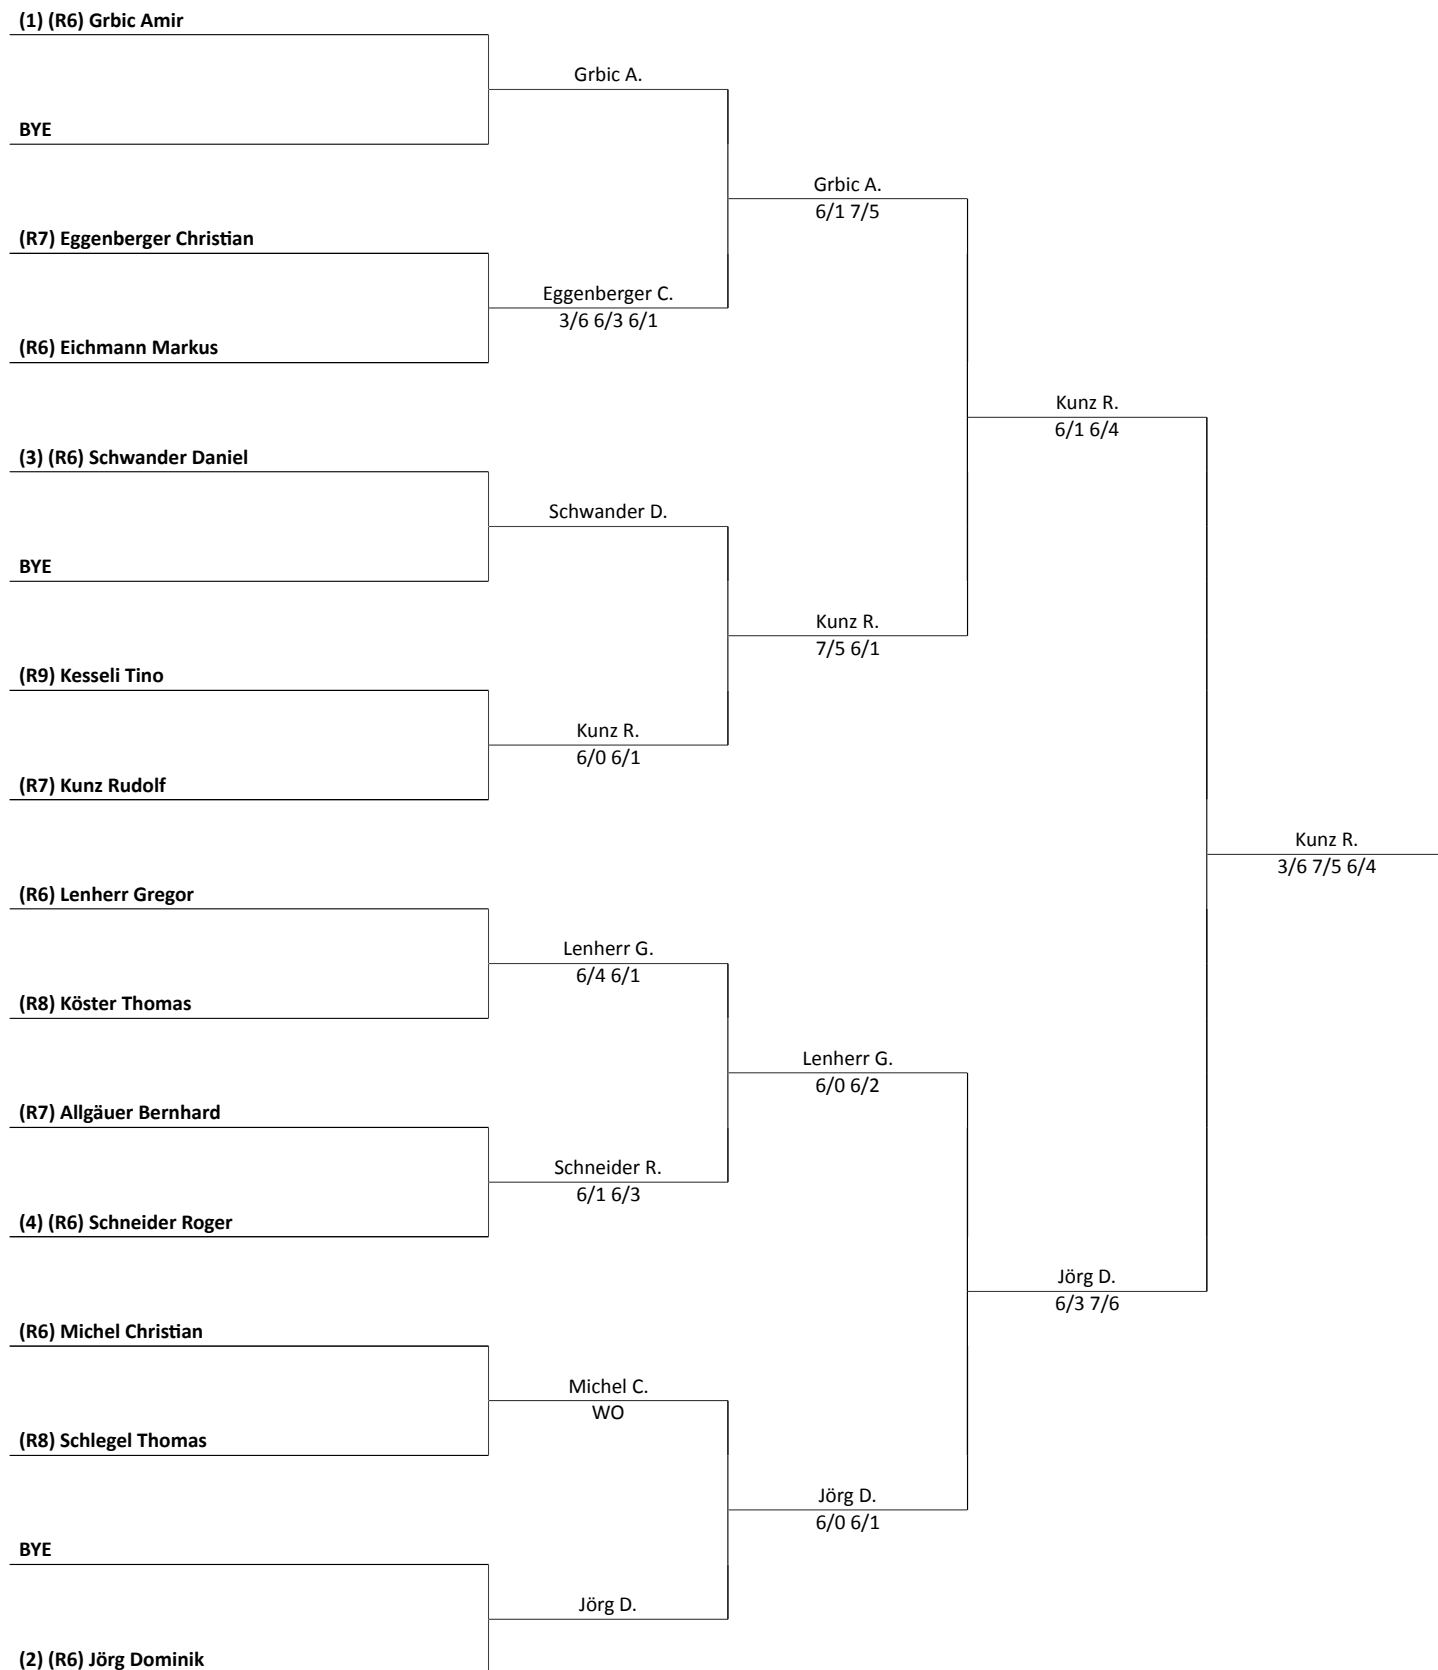 (1) (R6) Grbic Amir
Grbic A.
BYE
Grbic A.
6/1 7/5
(R7) Eggenberger Christian
Eggenberger C.
3/6 6/3 6/1
(R6) Eichmann Markus
Kunz R.
6/1 6/4
(3) (R6) Schwander Daniel
Schwander D.
BYE
Kunz R.
7/5 6/1
(R9) Kesseli Tino
Kunz R.
6/0 6/1
(R7) Kunz Rudolf
Kunz R.
3/6 7/5 6/4
(R6) Lenherr Gregor
Lenherr G.
6/4 6/1
(R8) Köster Thomas
Lenherr G.
6/0 6/2
(R7) Allgäuer Bernhard
Schneider R.
6/1 6/3
(4) (R6) Schneider Roger
Jörg D.
6/3 7/6
(R6) Michel Christian
Michel C.
WO
(R8) Schlegel Thomas
Jörg D.
6/0 6/1
BYE
Jörg D.
(2) (R6) Jörg Dominik